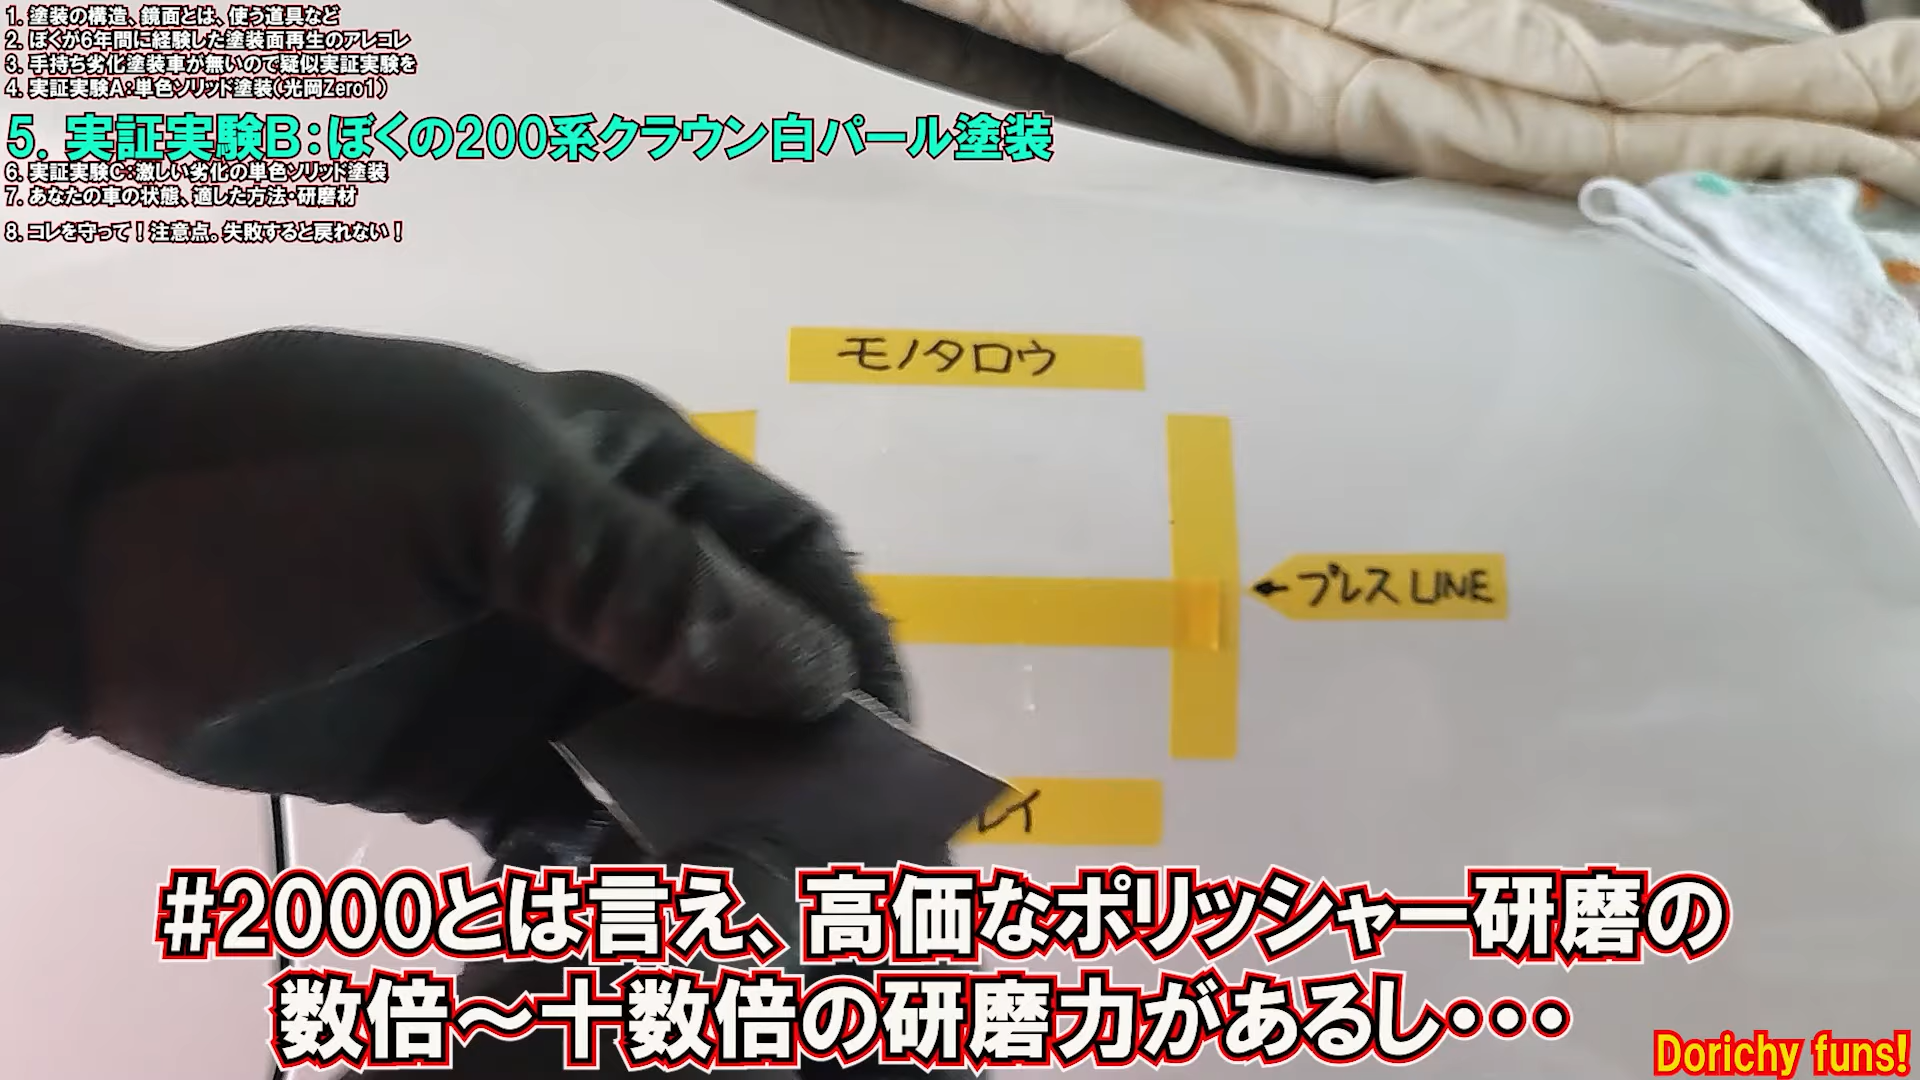 1. 塗装の構造、鏡面とは、使う道具など
2. ぼくが6年間に経験した塗装面再生のアレコレ
3. 手持ち劣化塗装車が無いので疑似実証実験を
4. 実証実験A:単色ソリッド塗装(光岡Zero1)
5. 実証実験B:ぼくの200系クラウン白パール塗装
6. 実証実験C:激しい劣化の単色ソリッド塗装
7. あなたの車の状態、適した方法・研磨材
8. コレを守って!注意点。失敗すると戻れない!
モノタロウ
←プレスLINE
レイ
#2000とは言え、高価なポリッシャー研磨の
数倍～十数倍の研磨力があるし・・・
Dorichy funs!